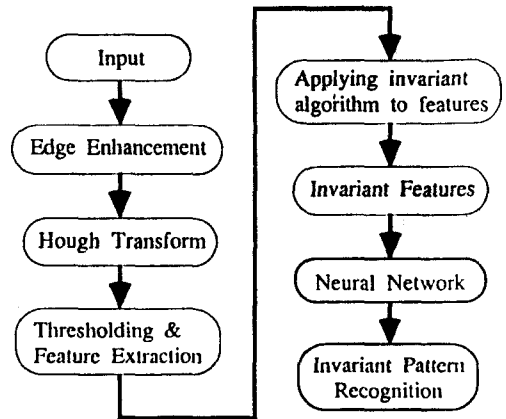 Input
Edge Enhancement
Hough Transform
Thresholding &
Feature Extraction
Applying invariant
algorithm to features
Invariant Features
Neural Network
Invariant Pattern
Recognition